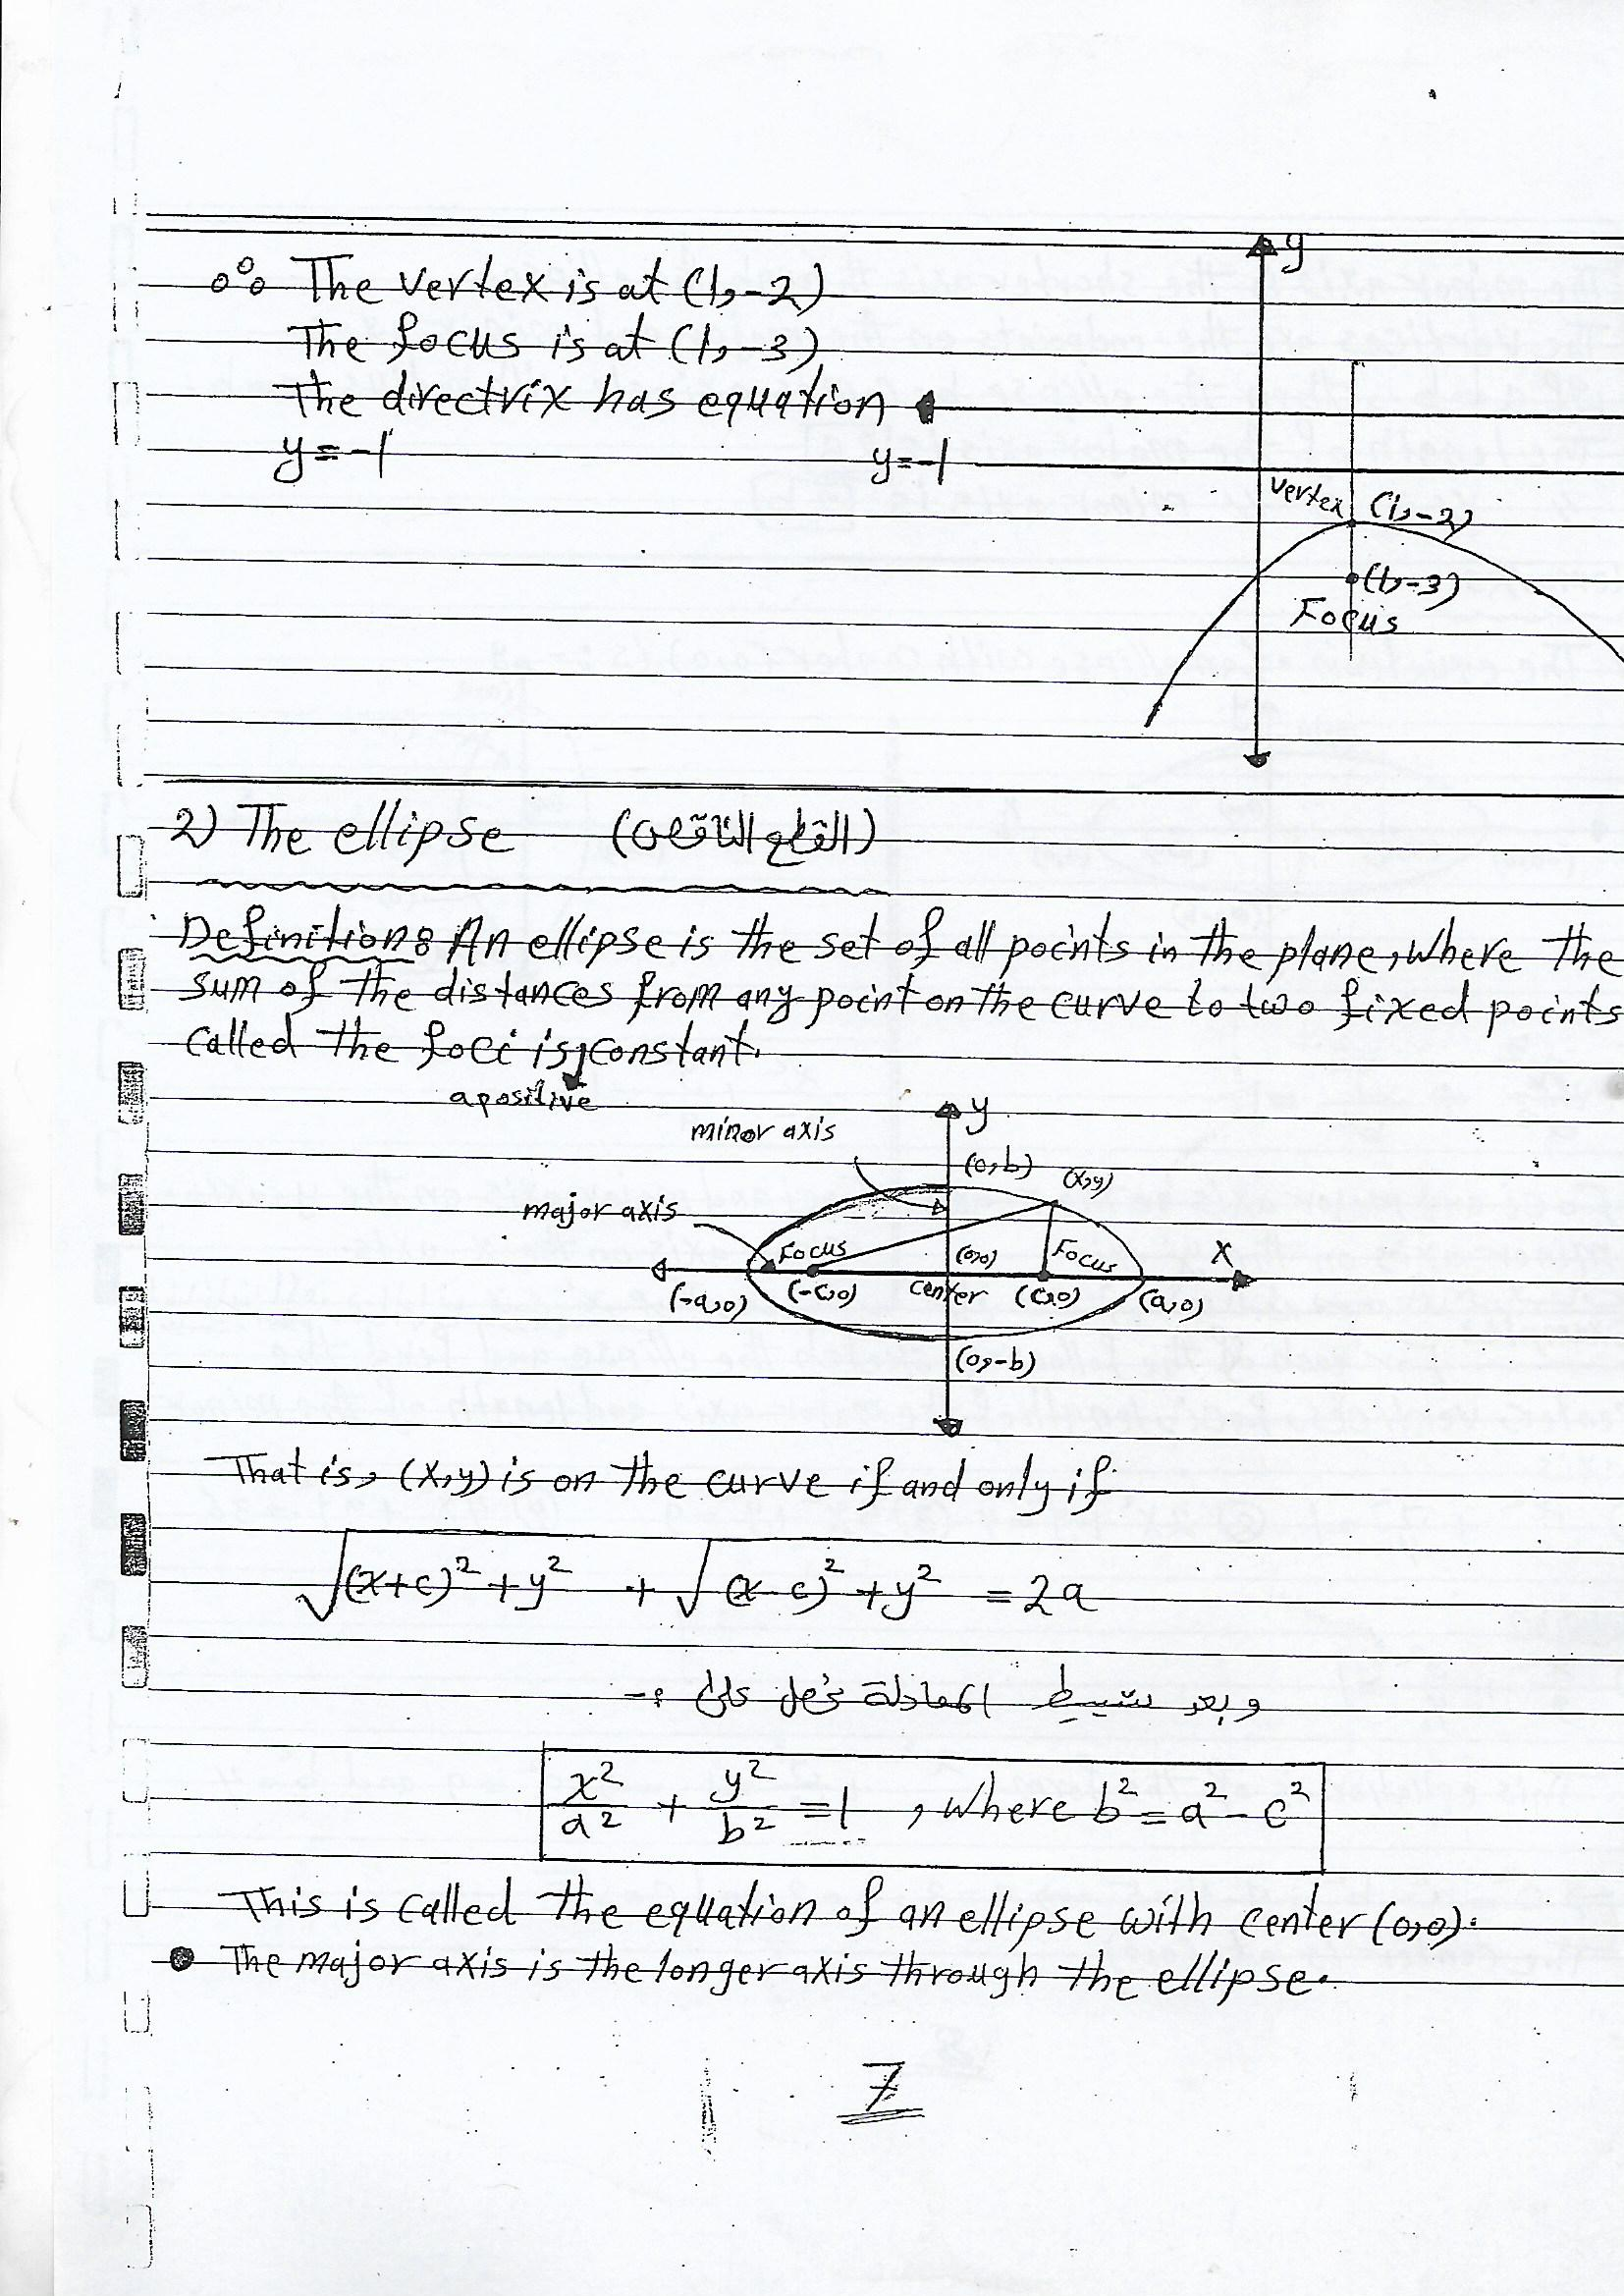 ∴ The vertex is at (1,-2)
The focus is at (1,-3)
The directrix has equation
y=-1
y=-1
y
vertex (1,-2)
(1,-3)
Focus
2) The ellipse (القطع الناقص)
Definition: An ellipse is the set of all points in the plane, where the
sum of the distances from any point on the curve to two fixed points
called the foci is constant.
a positive
minor axis
y
(0,b)
(x,y)
major axis
Focus
(0,0)
Focus
X
(-a,0)
(-c,0)
center
(c,0)
(a,0)
(0,-b)
That is, (x,y) is on the curve if and only if
√(x+c)² + y² + √(x-c)² + y² = 2a
وبعد تبسيط المعادلة نحصل على :-
x²/a² + y²/b² = 1 , where b² = a² - c²
This is called the equation of an ellipse with center (0,0).
● The major axis is the longer axis through the ellipse.
7